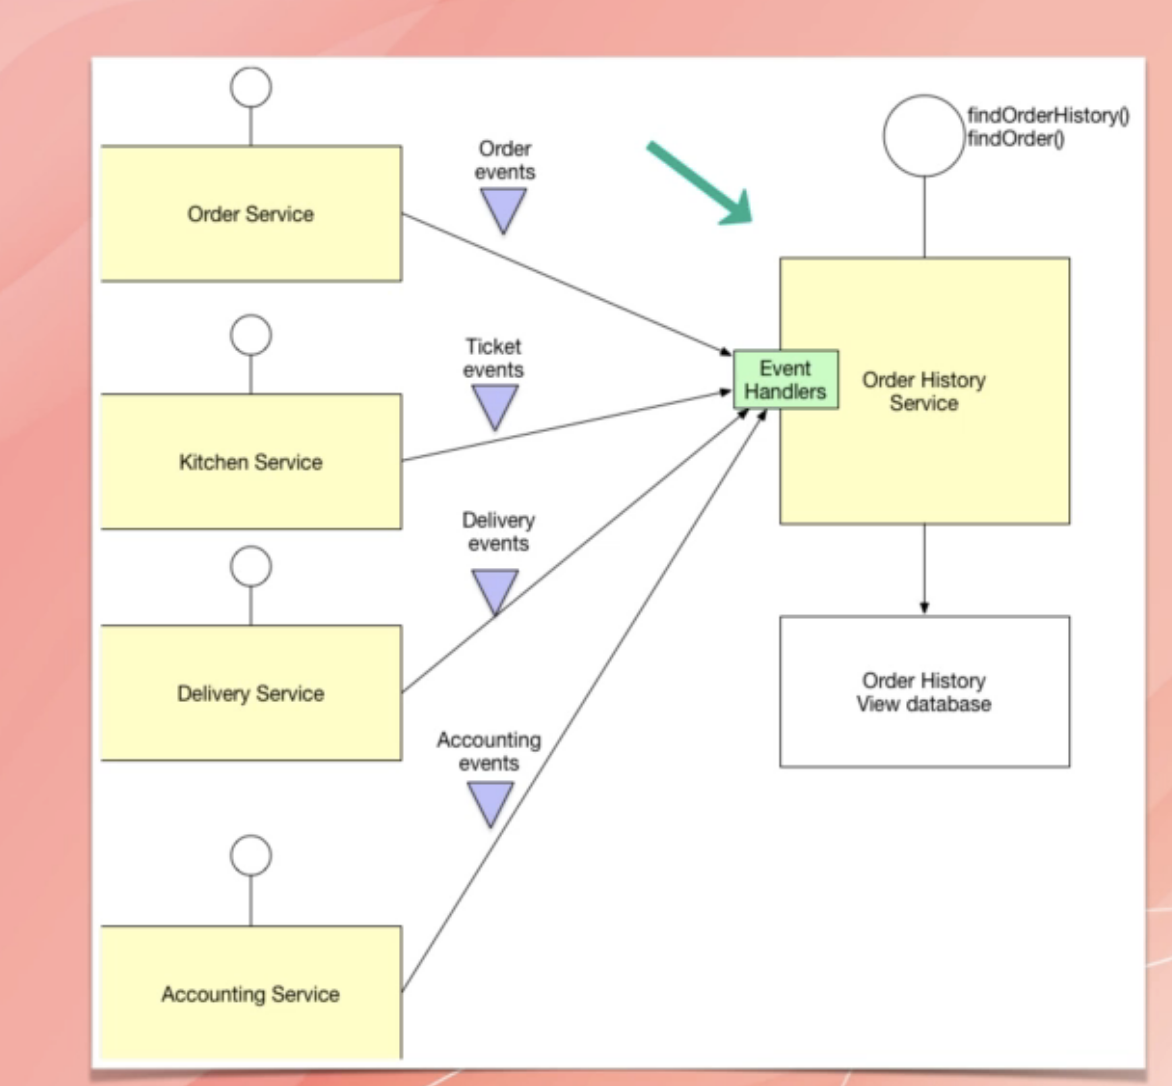 findOrderHistory()
findOrder()
Order
events
Order Service
Ticket
events
Event
Handlers
Order History
Service
Kitchen Service
Delivery
events
Delivery Service
Order History
View database
Accounting
events
Accounting Service